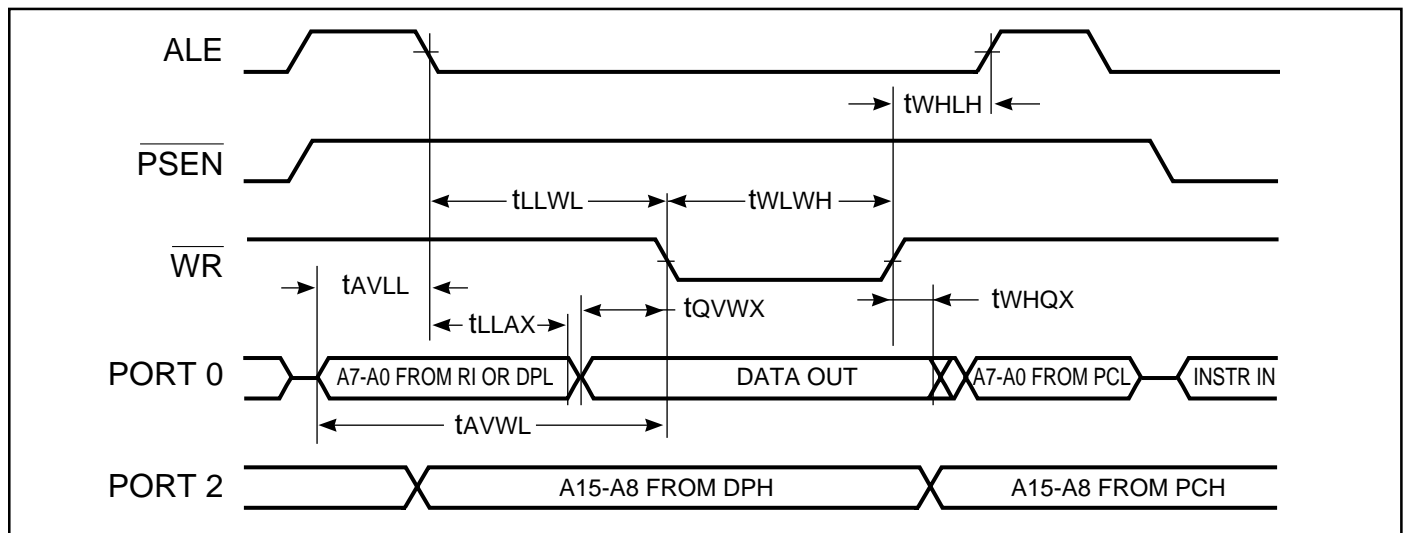 ALE
tWHLH
PSEN
tLLWL
tWLWH
WR
tAVLL
tQVWX
tWHQX
tLLAX
PORT 0
A7-A0 FROM RI OR DPL
DATA OUT
A7-A0 FROM PCL
INSTR IN
tAVWL
PORT 2
A15-A8 FROM DPH
A15-A8 FROM PCH